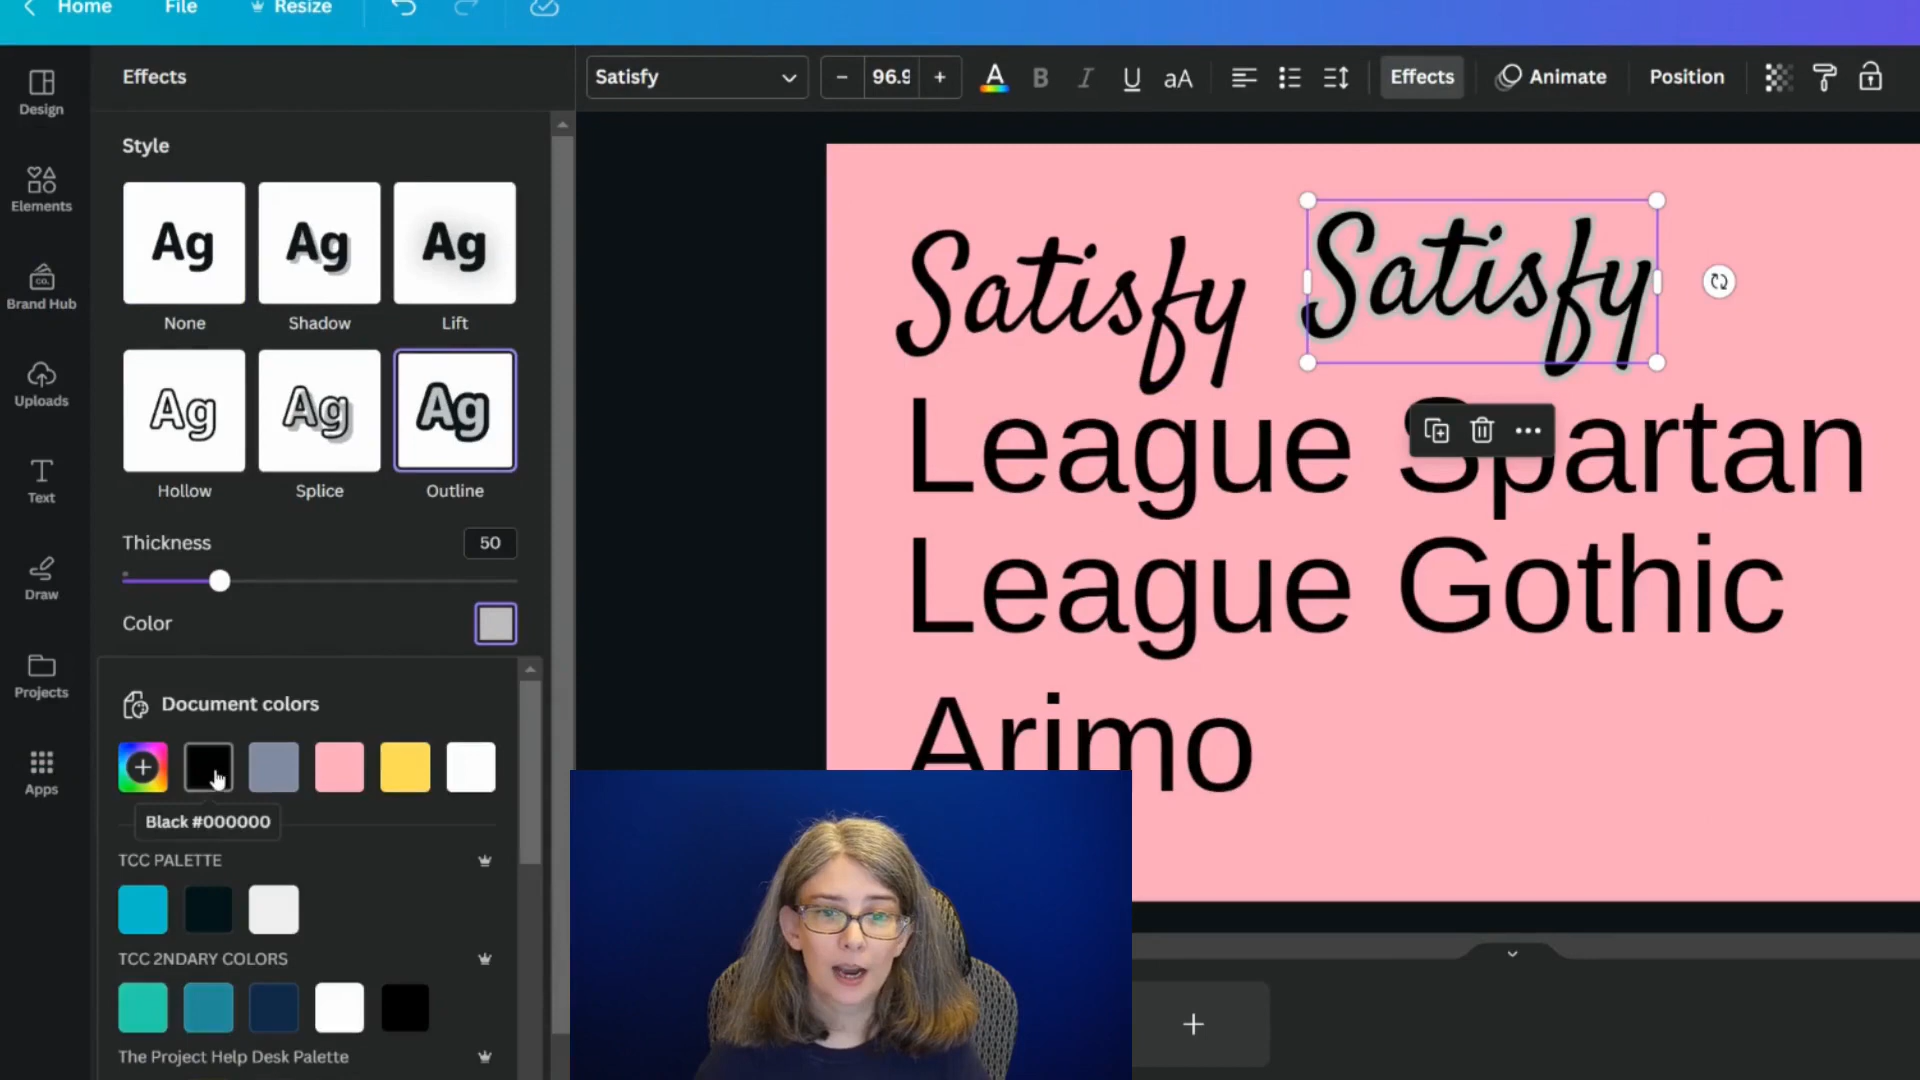 Home File Resize
Effects
Satisfy 96.9 A B I U aA Effects Animate Position
Design
Elements
Brand Hub
CO.
Uploads
Text
Draw
Projects
Apps
Style
Ag Ag Ag
None Shadow Lift
Ag Ag Ag
Hollow Splice Outline
Thickness 50
Color
Document colors
Black #000000
TCC PALETTE
TCC 2NDARY COLORS
The Project Help Desk Palette
Satisfy Satisfy
League Spartan
League Gothic
Arimo